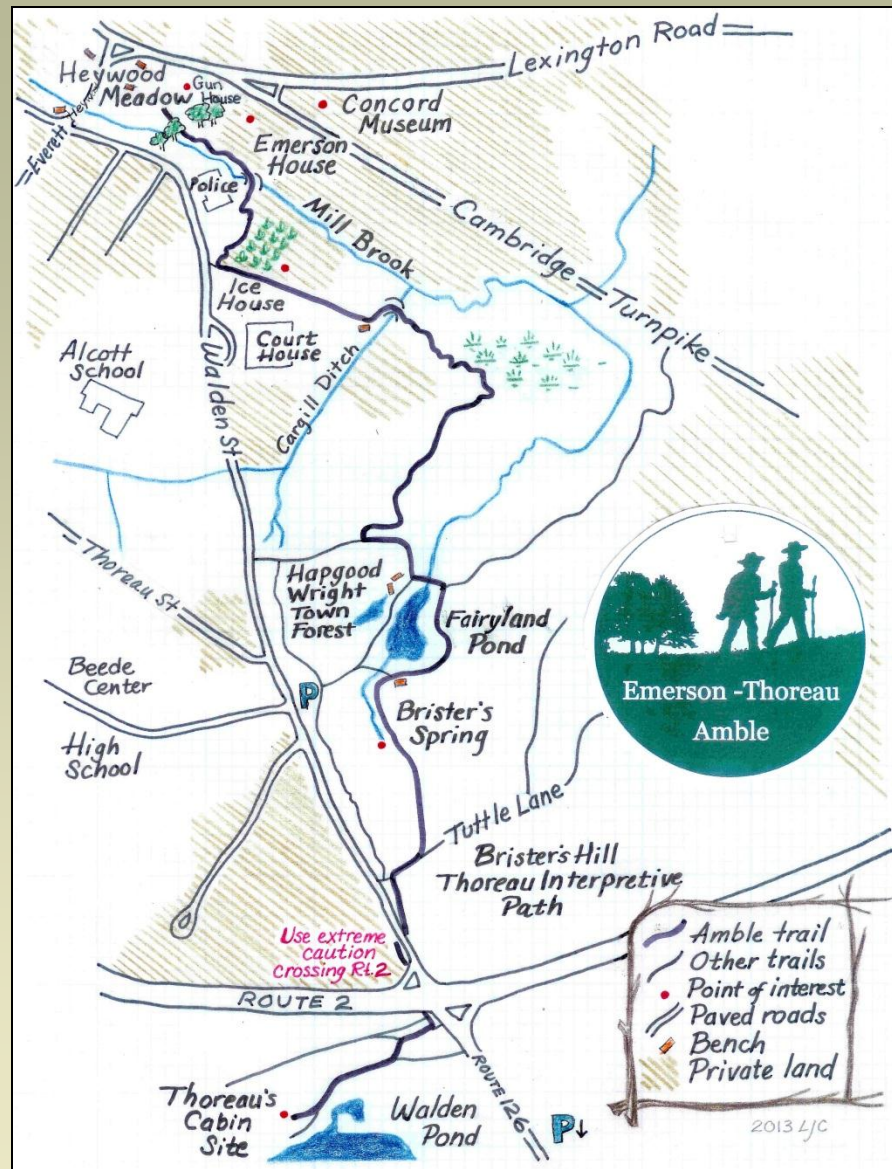 Lexington Road
Heywood
Meadow
Gun
House
Concord
Museum
Everett
Heywood
Emerson
House
Police
Mill Brook
Cambridge
Turnpike
Ice
House
Court
House
Alcott
School
Walden St
Cargill Ditch
Thoreau St
Hapgood
Wright
Town
Forest
Fairyland
Pond
Beede
Center
P
High
School
Brister's
Spring
Emerson -Thoreau
Amble
Tuttle Lane
Brister's Hill
Thoreau Interpretive
Path
Use extreme
caution
crossing Rt.2
ROUTE 2
Amble trail
Other trails
Point of interest
Paved roads
Bench
Private land
Thoreau's
Cabin
Site
Walden
Pond
ROUTE 126
P↓
2013 LJC